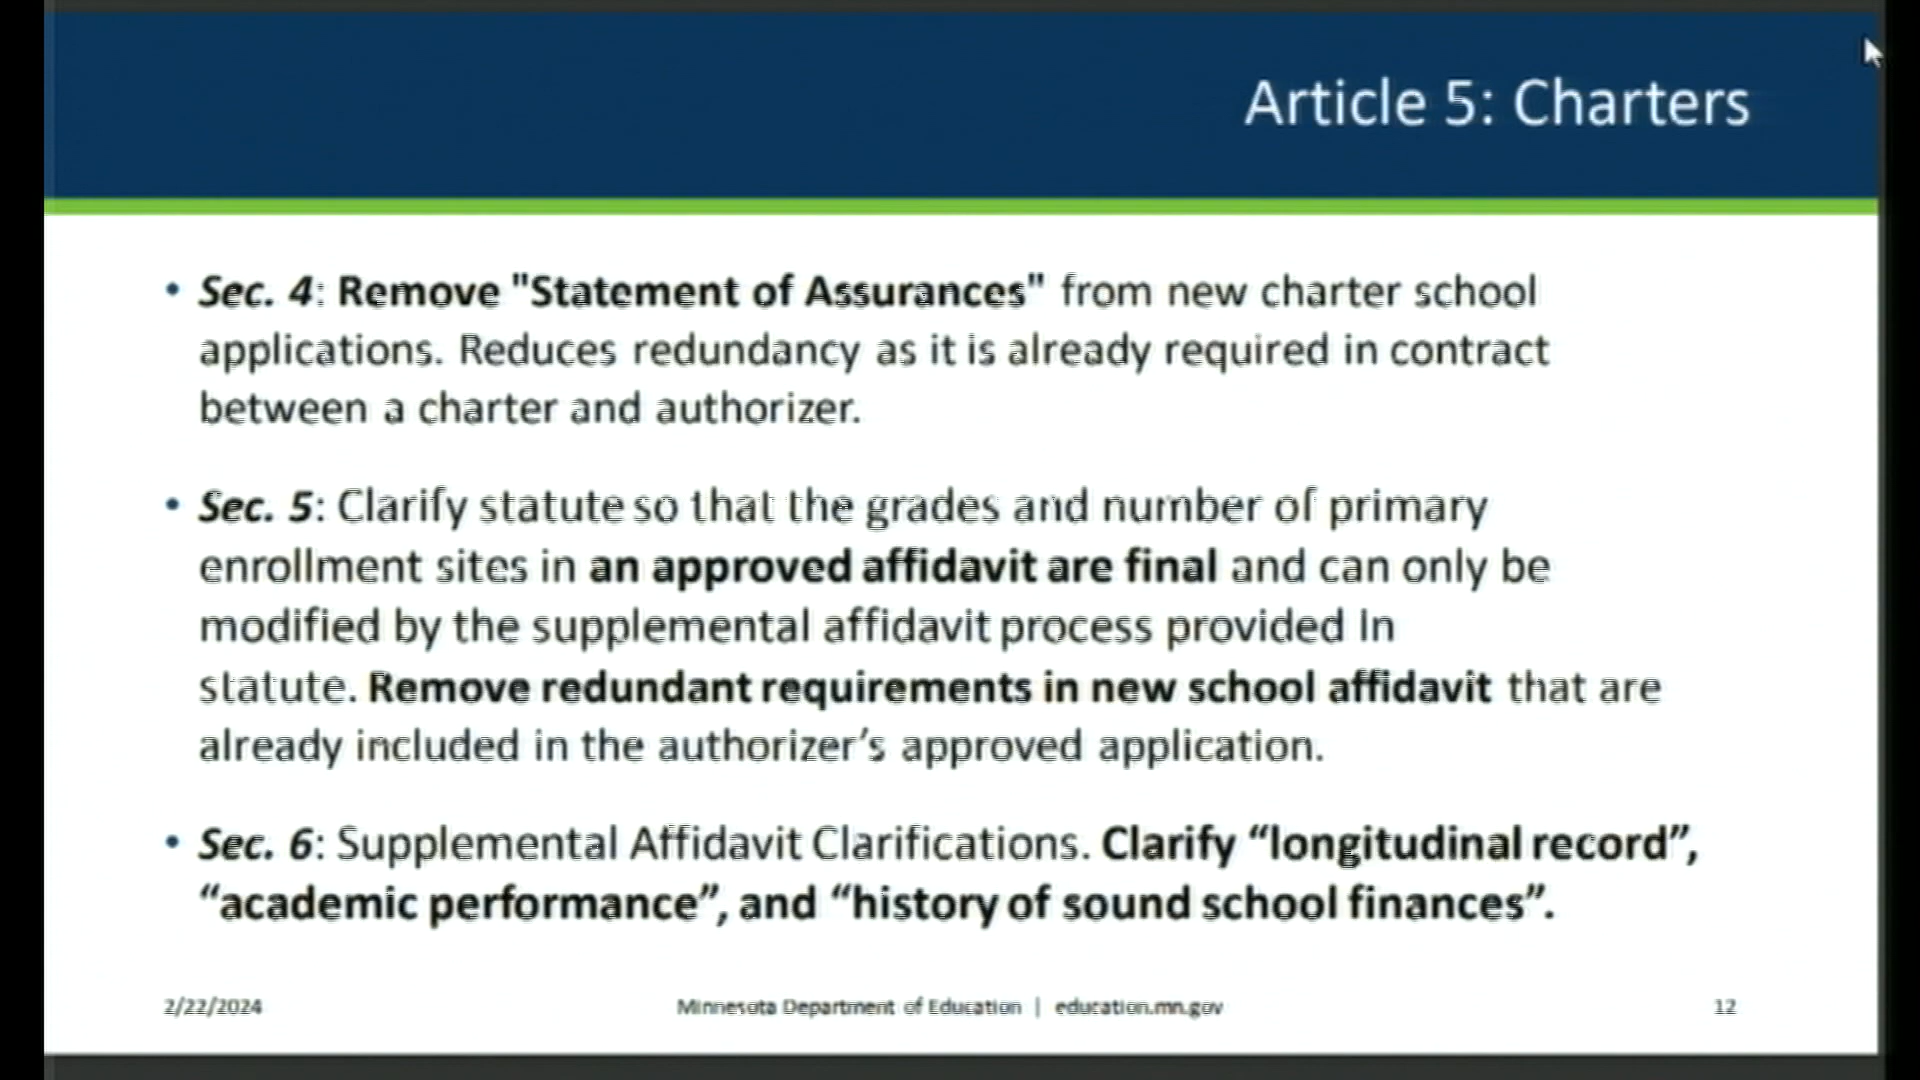 Article 5: Charters
• Sec. 4: Remove "Statement of Assurances" from new charter school
applications. Reduces redundancy as it is already required in contract
between a charter and authorizer.
• Sec. 5: Clarify statute so that the grades and number of primary
enrollment sites in an approved affidavit are final and can only be
modified by the supplemental affidavit process provided in
statute. Remove redundant requirements in new school affidavit that are
already included in the authorizer’s approved application.
• Sec. 6: Supplemental Affidavit Clarifications. Clarify “longitudinal record”,
“academic performance”, and “history of sound school finances”.
2/22/2024
Minnesota Department of Education | education.mn.gov
12